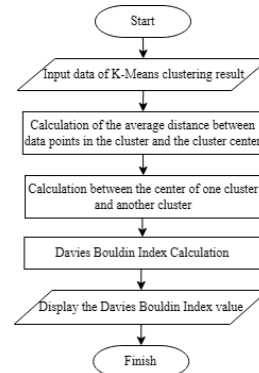 Start
Input data of K-Means clustering result
Calculation of the average distance between
data points in the cluster and the cluster center
Calculation between the center of one cluster
and another cluster
Davies Bouldin Index Calculation
Display the Davies Bouldin Index value
Finish